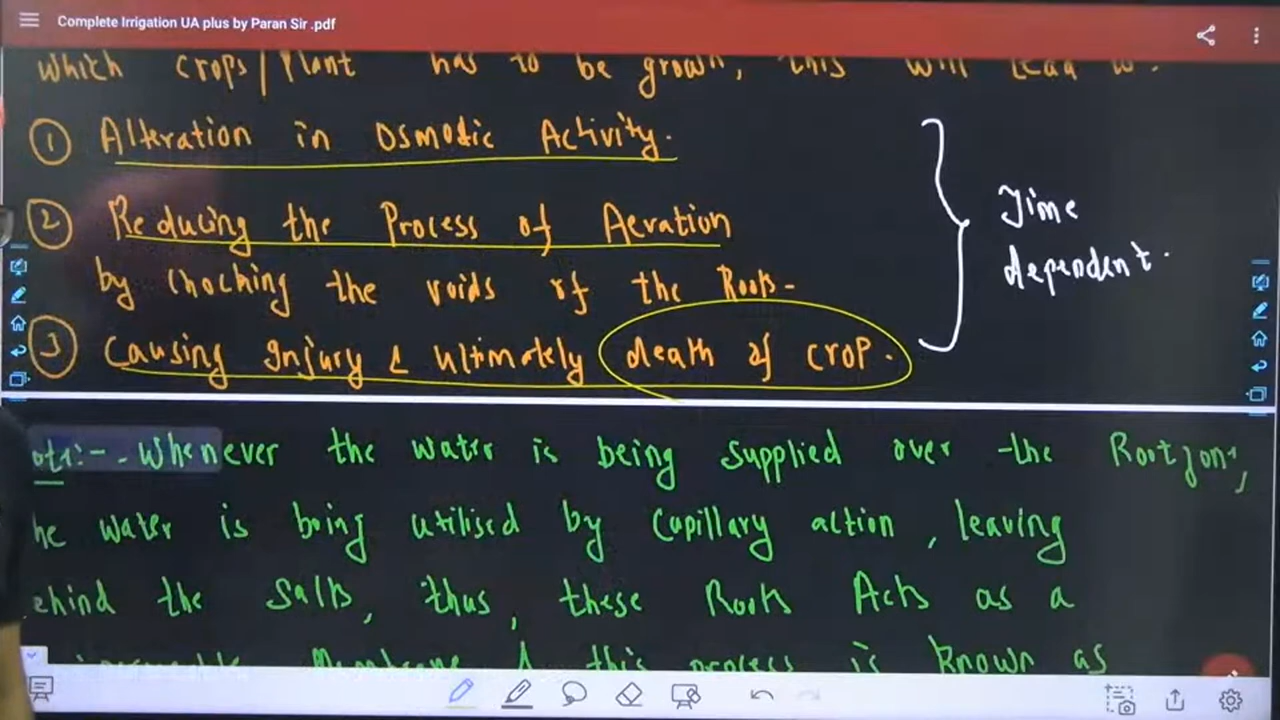 Complete Irrigation UA plus by Paran Sir .pdf
which crops/Plant has to be grown, this will lead to.
① Alteration in Osmotic Activity.
② Reducing the Process of Aeration
by Chocking the voids of the Roots-
③ Causing Injury & ultimately death of crop.
Time
dependent.
ote:- . Whenever the water is being supplied over the Rootzone,
he water is being utilised by Capillary action, leaving
ehind the Salts, thus, these Roots Acts as a
Membrane & this process is known as